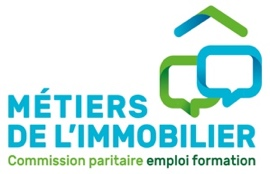 MÉTIERS
DE L'IMMOBILIER
Commission paritaire emploi formation